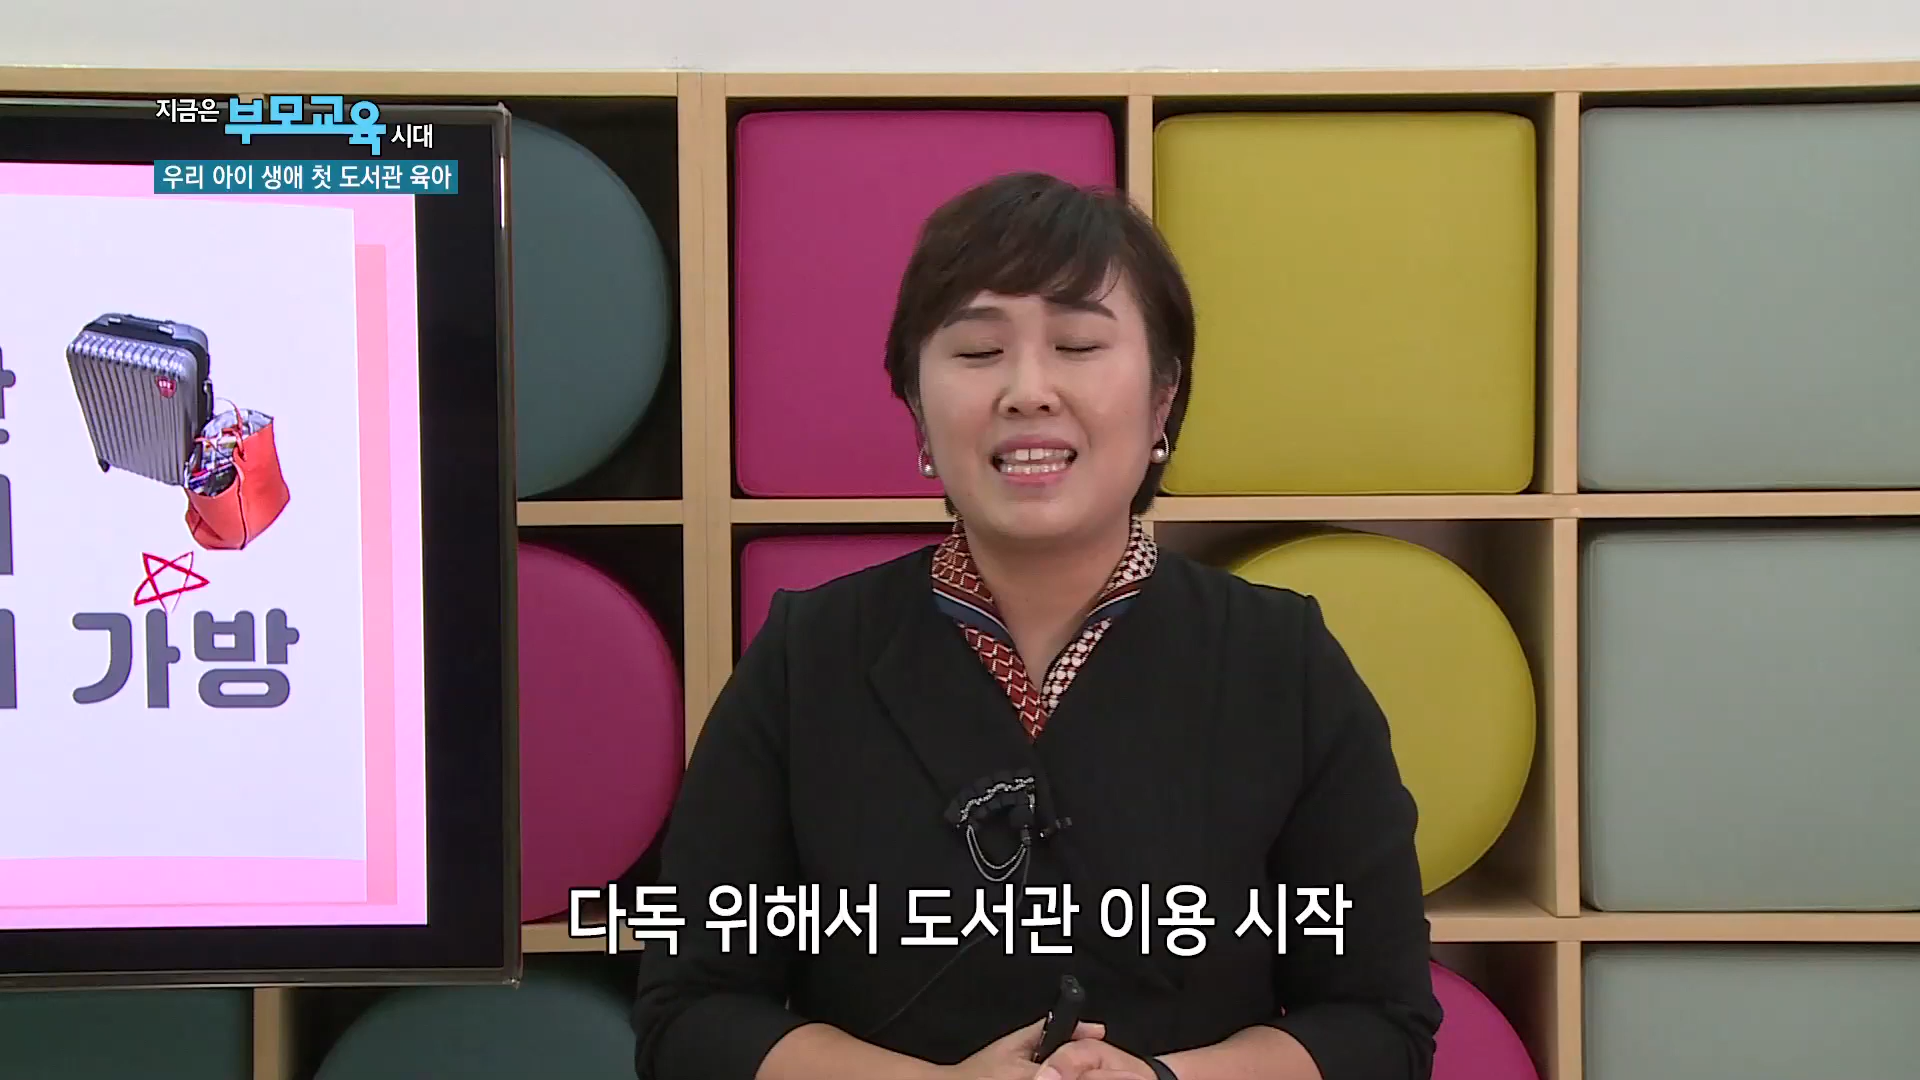 지금은 부모교육 시대
우리 아이 생애 첫 도서관 육아
가방
다독 위해서 도서관 이용 시작